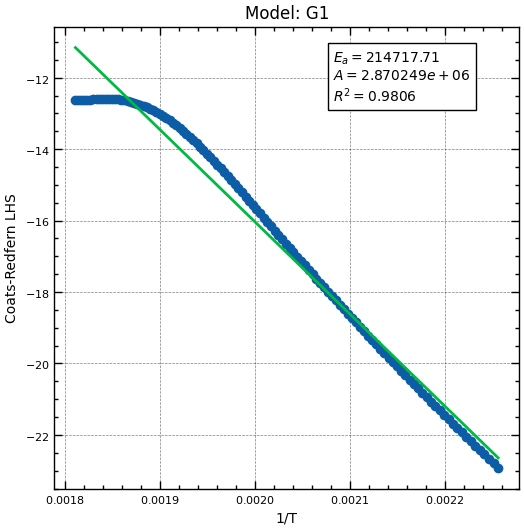 Model: G1
E_a = 214717.71
A = 2.870249e + 06
R² = 0.9806
Coats-Redfern LHS
−12
−14
−16
−18
−20
−22
0.0018 0.0019 0.0020 0.0021 0.0022
1/T